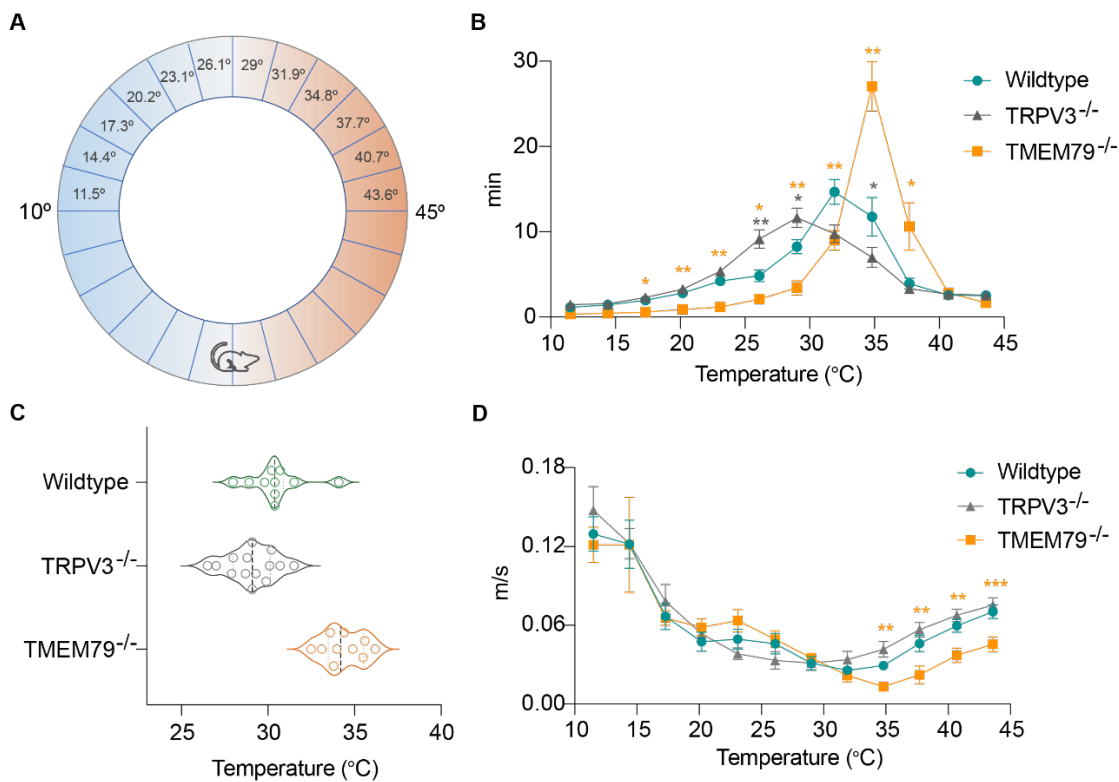 A
10º
11.5º
14.4º
17.3º
20.2º
23.1º
26.1º
29º
31.9º
34.8º
37.7º
40.7º
43.6º
45º
B
min
30
20
10
0
10 15 20 25 30 35 40 45
Temperature (°C)
** ** ** * * * * ** ** ** * **
Wildtype
TRPV3-/-
TMEM79-/-
C
Wildtype
TRPV3-/-
TMEM79-/-
25 30 35 40
Temperature (°C)
D
m/s
0.18
0.12
0.06
0.00
10 15 20 25 30 35 40 45
Temperature (°C)
** ** ** ***
Wildtype
TRPV3-/-
TMEM79-/-